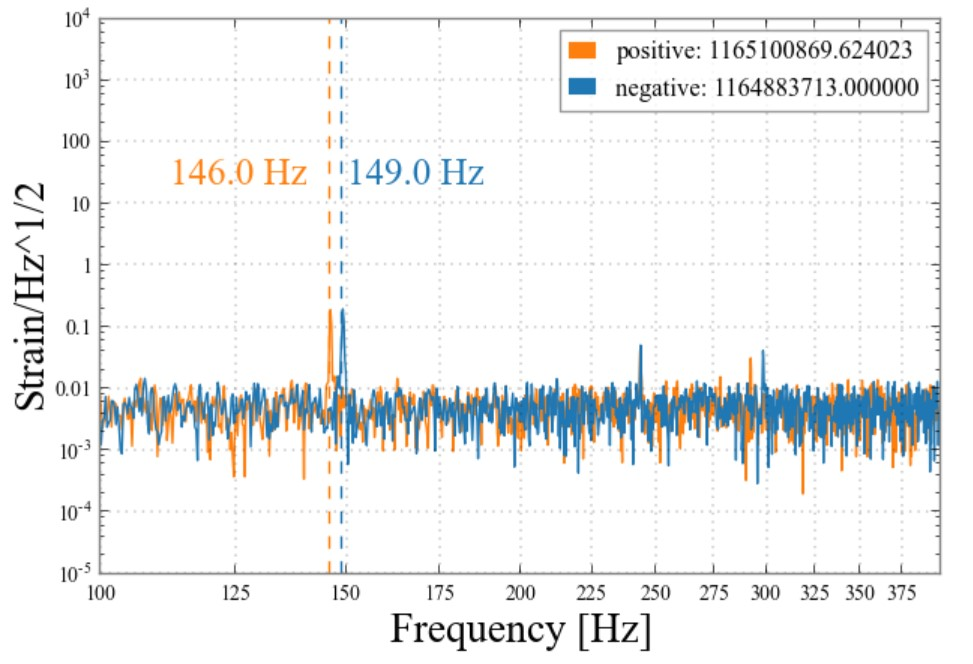 10^4
positive: 1165100869.624023
negative: 1164883713.000000
10^3
100
146.0 Hz
149.0 Hz
10
1
0.1
0.01
10^-3
10^-4
10^-5
Strain/Hz^1/2
100 125 150 175 200 225 250 275 300 325 350 375
Frequency [Hz]